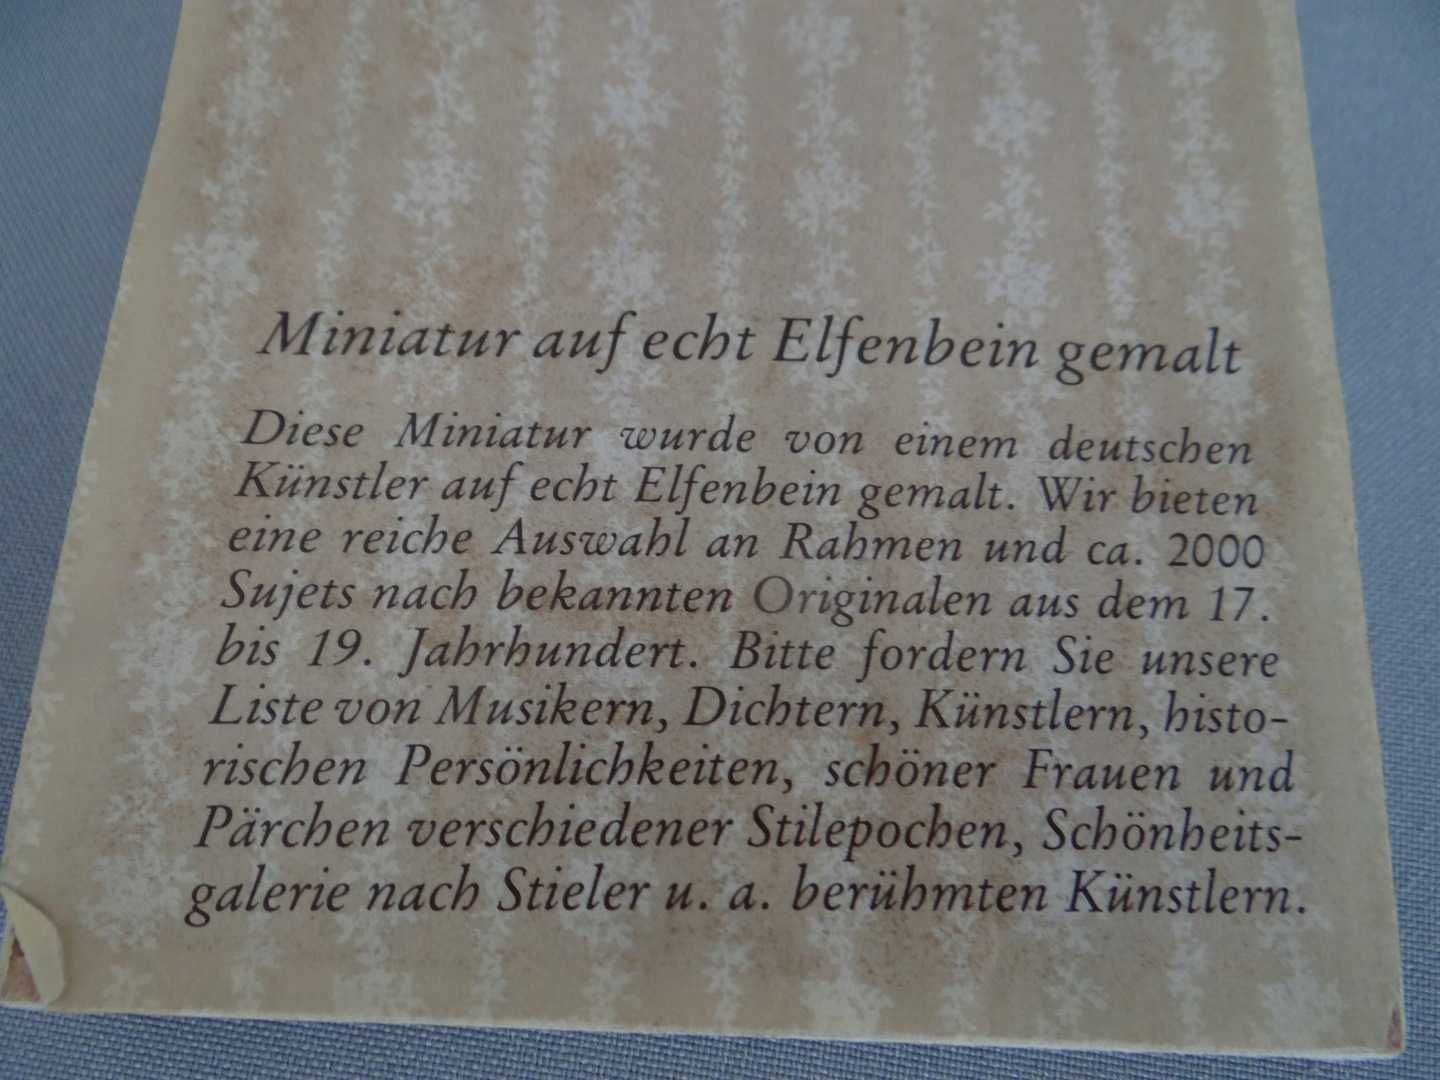 Miniatur auf echt Elfenbein gemalt
Diese Miniatur wurde von einem deutschen
Künstler auf echt Elfenbein gemalt. Wir bieten
eine reiche Auswahl an Rahmen und ca. 2000
Sujets nach bekannten Originalen aus dem 17.
bis 19. Jahrhundert. Bitte fordern Sie unsere
Liste von Musikern, Dichtern, Künstlern, histo-
rischen Persönlichkeiten, schöner Frauen und
Pärchen verschiedener Stilepochen, Schönheits-
galerie nach Stieler u. a. berühmten Künstlern.